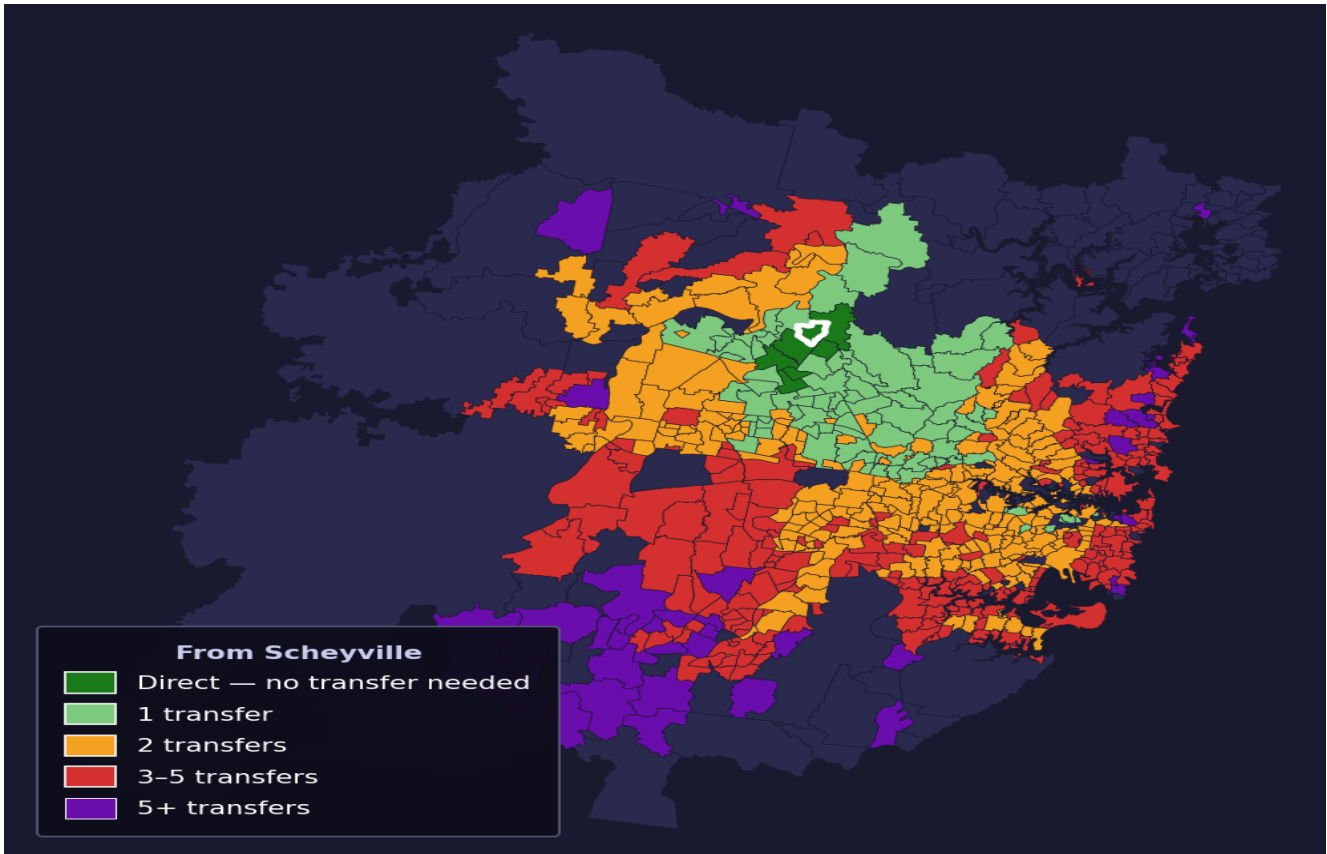 From Scheyville
Direct — no transfer needed
1 transfer
2 transfers
3–5 transfers
5+ transfers